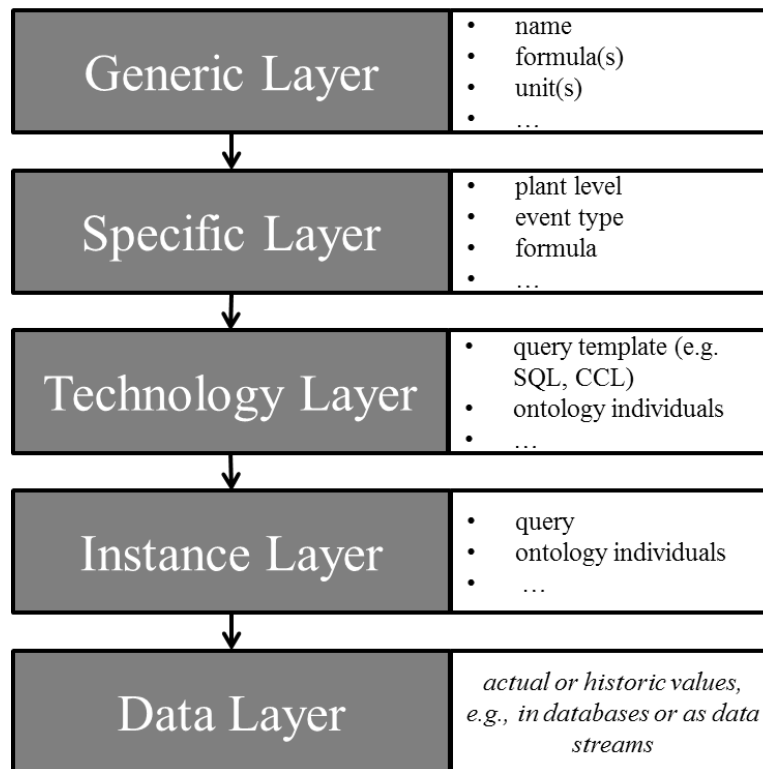 Generic Layer
• name
• formula(s)
• unit(s)
• …
Specific Layer
• plant level
• event type
• formula
• …
Technology Layer
• query template (e.g.
SQL, CCL)
• ontology individuals
• …
Instance Layer
• query
• ontology individuals
• …
Data Layer
actual or historic values,
e.g., in databases or as data
streams